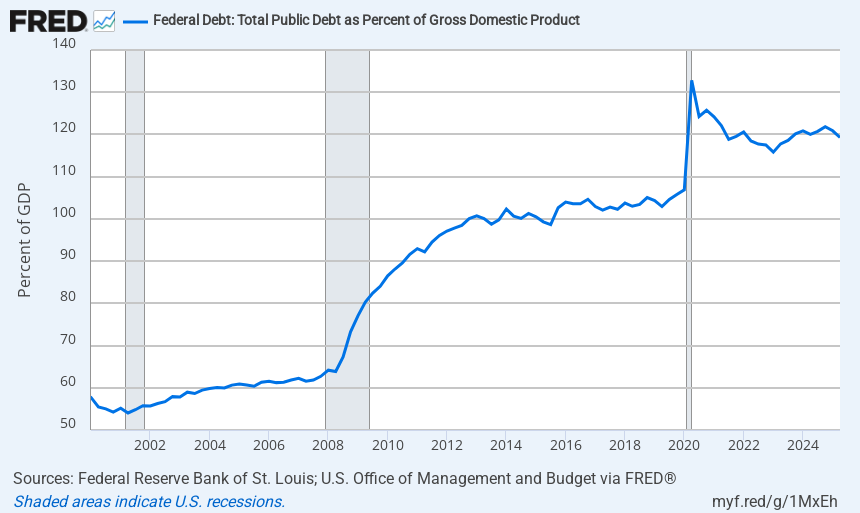 FRED
Federal Debt: Total Public Debt as Percent of Gross Domestic Product
140
130
120
110
100
90
80
70
60
50
Percent of GDP
2002 2004 2006 2008 2010 2012 2014 2016 2018 2020 2022 2024
Sources: Federal Reserve Bank of St. Louis; U.S. Office of Management and Budget via FRED®
Shaded areas indicate U.S. recessions.
myf.red/g/1MxEh